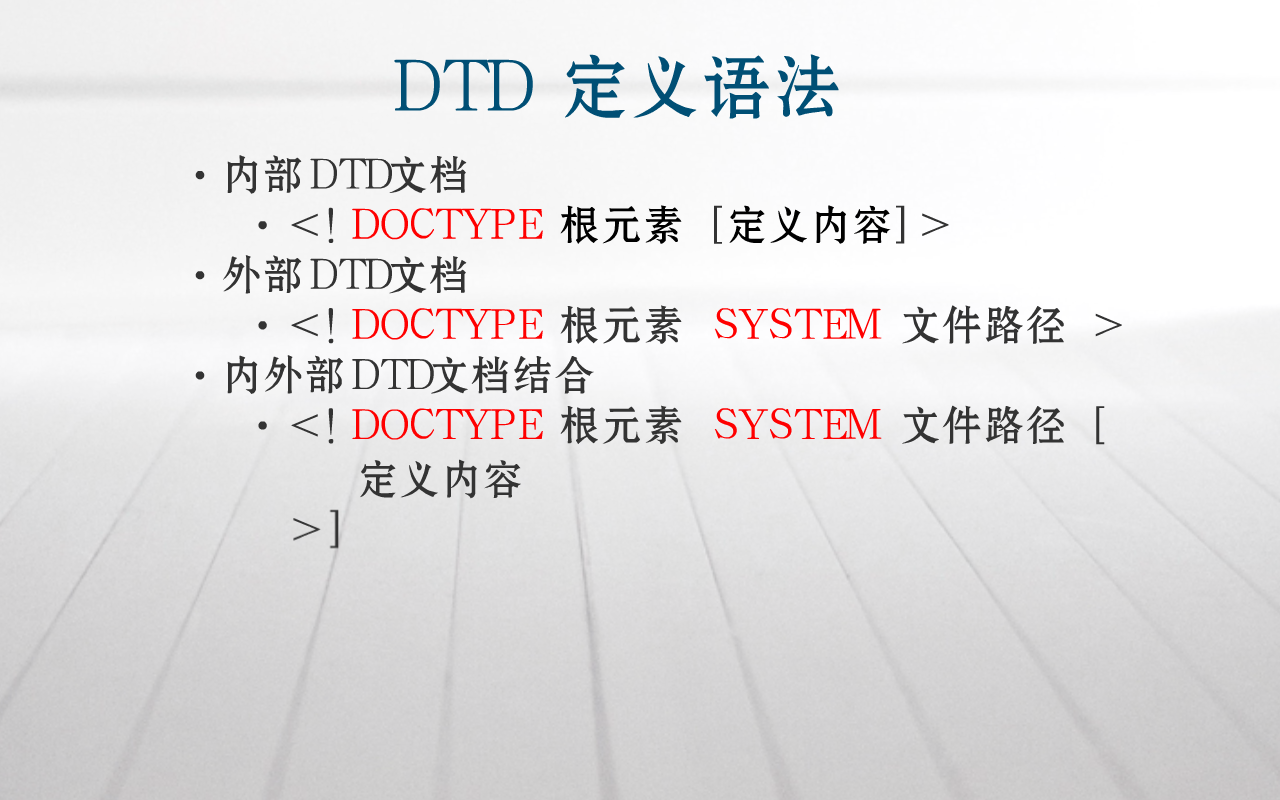 DTD 定义语法
• 内部DTD文档
• <! DOCTYPE 根元素 [定义内容]>
• 外部DTD文档
• <! DOCTYPE 根元素 SYSTEM 文件路径 >
• 内外部DTD文档结合
• <! DOCTYPE 根元素 SYSTEM 文件路径 [
定义内容
>]